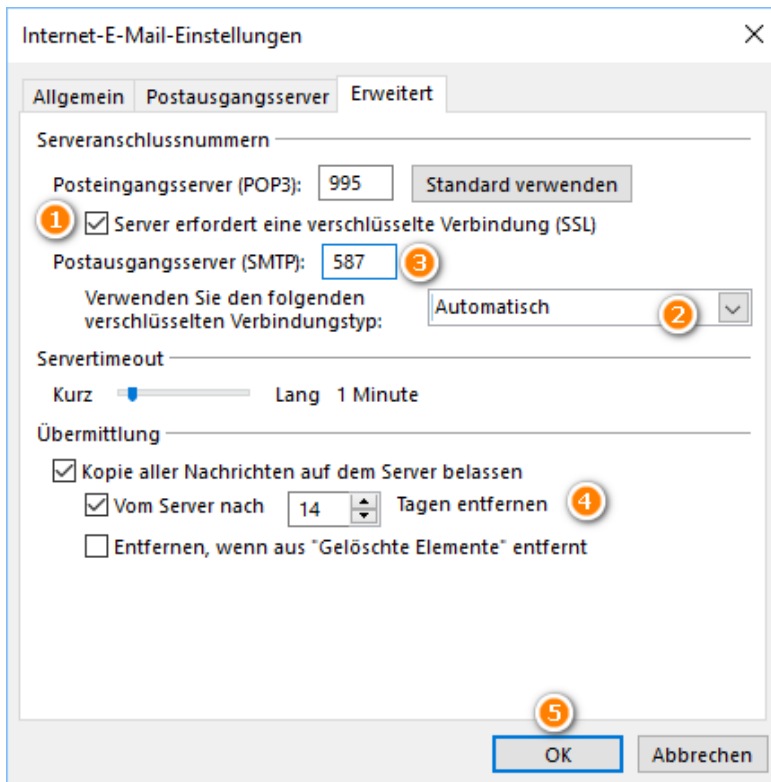 Internet-E-Mail-Einstellungen
Allgemein Postausgangsserver Erweitert
Serveranschlussnummern
Posteingangsserver (POP3): 995 Standard verwenden
1 Server erfordert eine verschlüsselte Verbindung (SSL)
Postausgangsserver (SMTP): 587 3
Verwenden Sie den folgenden
verschlüsselten Verbindungstyp: Automatisch 2
Servertimeout
Kurz Lang 1 Minute
Übermittlung
Kopie aller Nachrichten auf dem Server belassen
Vom Server nach 14 Tagen entfernen 4
Entfernen, wenn aus "Gelöschte Elemente" entfernt
5
OK Abbrechen